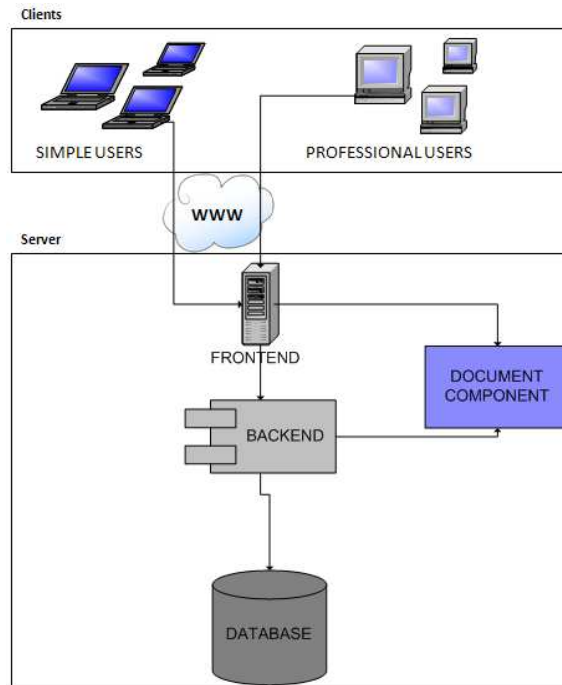 Clients
SIMPLE USERS
PROFESSIONAL USERS
WWW
Server
FRONTEND
DOCUMENT
COMPONENT
BACKEND
DATABASE